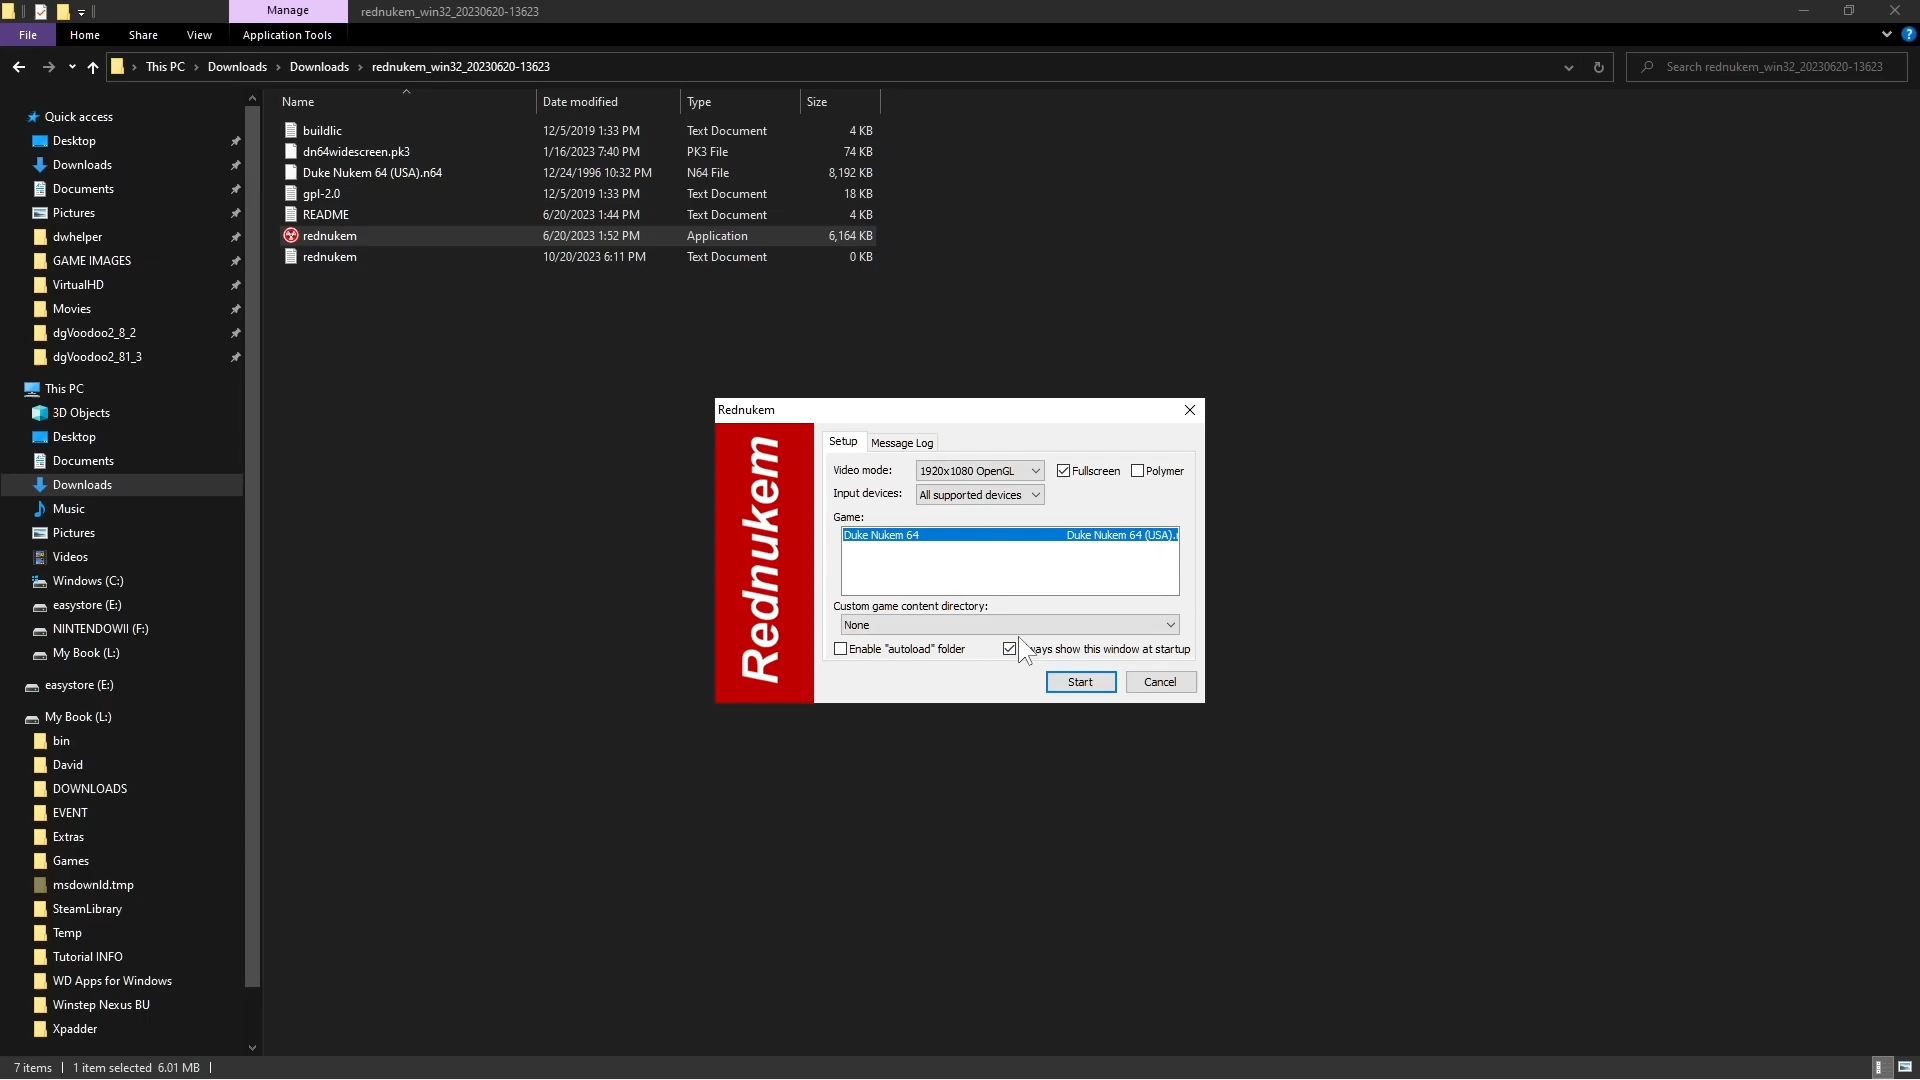 Manage
rednukem_win32_20230620-13623
File
Home
Share
View
Application Tools
This PC
Downloads
Downloads
rednukem_win32_20230620-13623
Search rednukem_win32_20230620-13623
Name
Date modified
Type
Size
buildlic 12/5/2019 1:33 PM Text Document 4 KB
dn64widescreen.pk3 1/16/2023 7:40 PM PK3 File 74 KB
Duke Nukem 64 (USA).n64 12/24/1996 10:32 PM N64 File 8,192 KB
gpl-2.0 12/5/2019 1:33 PM Text Document 18 KB
README 6/20/2023 1:44 PM Text Document 4 KB
rednukem 6/20/2023 1:52 PM Application 6,164 KB
rednukem 10/20/2023 6:11 PM Text Document 0 KB
Quick access
Desktop
Downloads
Documents
Pictures
dwhelper
GAME IMAGES
VirtualHD
Movies
dgVoodoo2_8_2
dgVoodoo2_81_3
This PC
3D Objects
Desktop
Documents
Downloads
Music
Pictures
Videos
Windows (C:)
easystore (E:)
NINTENDOWII (F:)
My Book (L:)
easystore (E:)
My Book (L:)
bin
David
DOWNLOADS
EVENT
Extras
Games
msdownld.tmp
SteamLibrary
Temp
Tutorial INFO
WD Apps for Windows
Winstep Nexus BU
Xpadder
Rednukem
Rednukem
Setup
Message Log
Video mode: 1920x1080 OpenGL Fullscreen Polymer
Input devices: All supported devices
Game:
Duke Nukem 64 Duke Nukem 64 (USA).
Custom game content directory:
None
Enable "autoload" folder
show this window at startup
Start
Cancel
7 items
1 item selected 6.01 MB